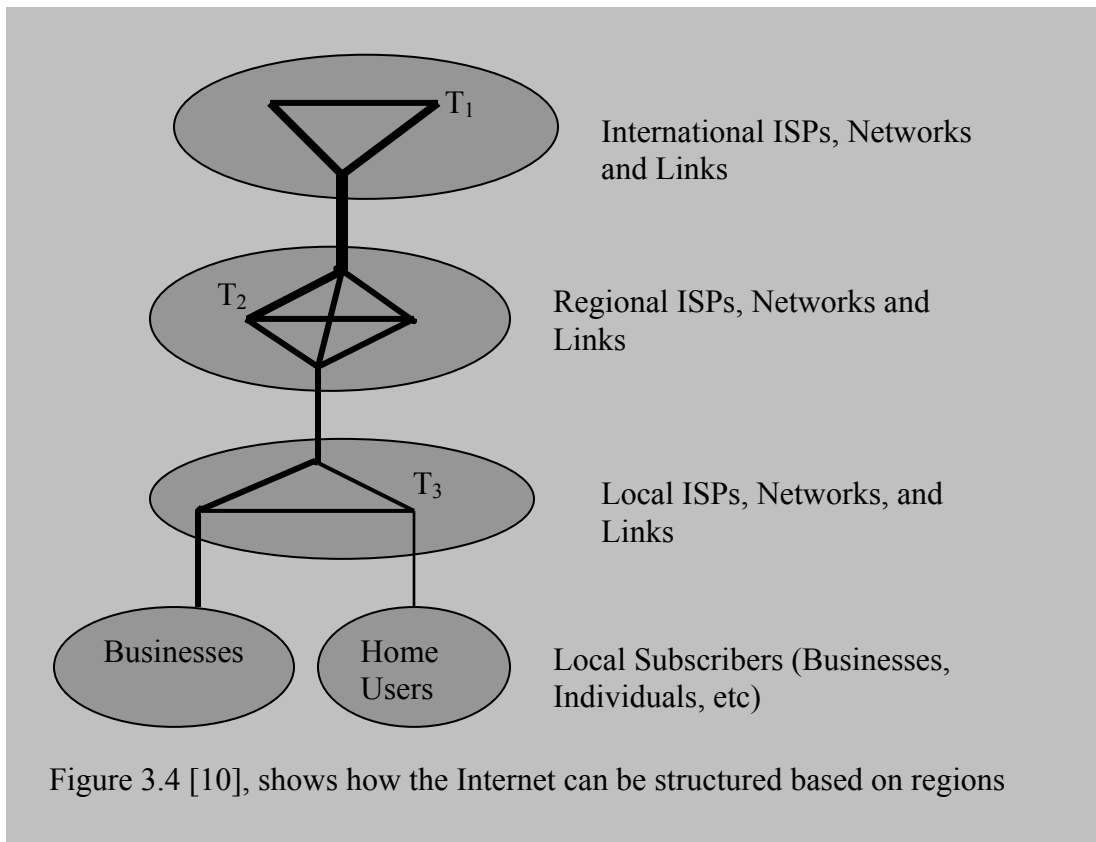 T₁
International ISPs, Networks
and Links
T₂
Regional ISPs, Networks and
Links
T₃
Local ISPs, Networks, and
Links
Businesses
Home
Users
Local Subscribers (Businesses,
Individuals, etc)
Figure 3.4 [10], shows how the Internet can be structured based on regions